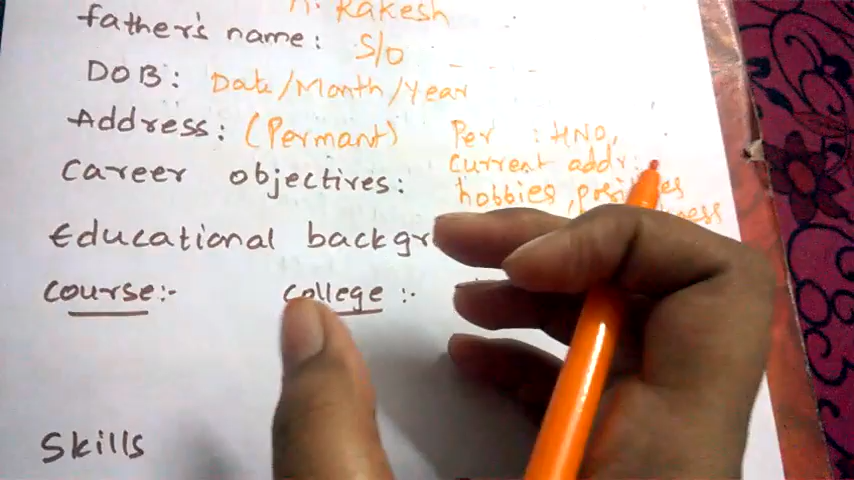 Rakesh
father's name: S/o
DOB: Date/Month/Year
Address: (Permant) Per : HNO,
Current addr:
Career objectives: hobbies,
Educational
Course:- College :-
Skills